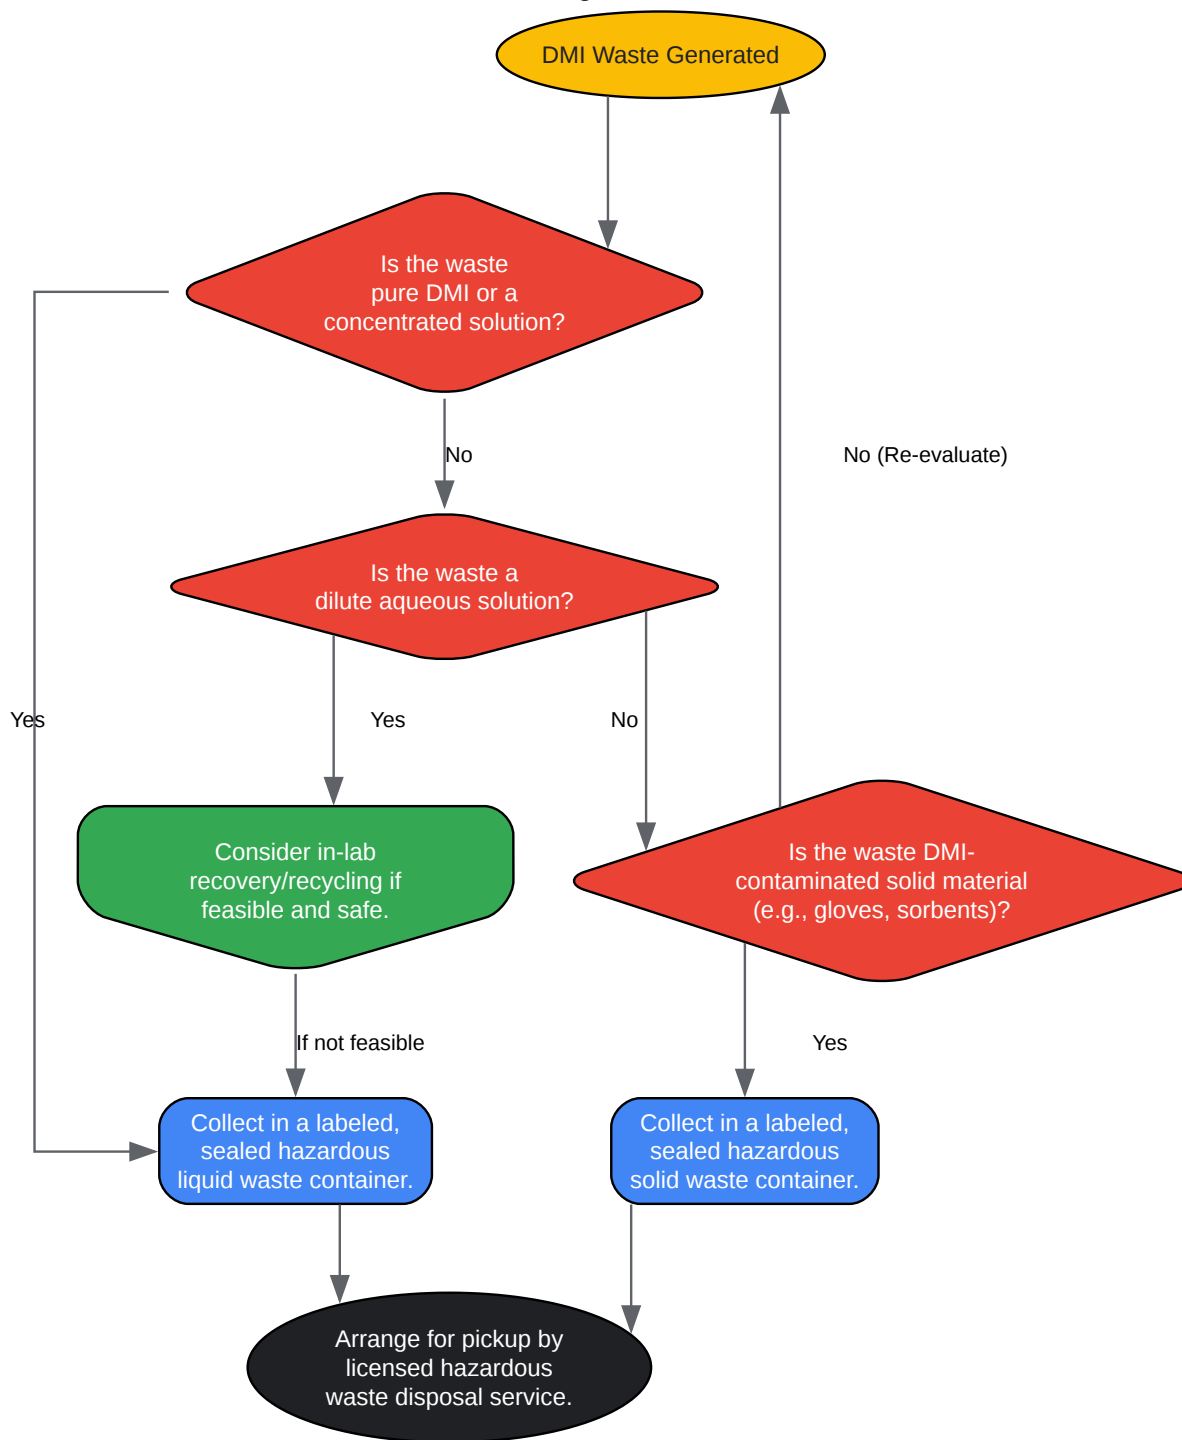 DMI Waste Generated
Is the waste
pure DMI or a
concentrated solution?
No
No (Re-evaluate)
Is the waste a
dilute aqueous solution?
Yes
Yes
No
Consider in-lab
recovery/recycling if
feasible and safe.
Is the waste DMI-
contaminated solid material
(e.g., gloves, sorbents)?
If not feasible
Yes
Collect in a labeled,
sealed hazardous
liquid waste container.
Collect in a labeled,
sealed hazardous
solid waste container.
Arrange for pickup by
licensed hazardous
waste disposal service.